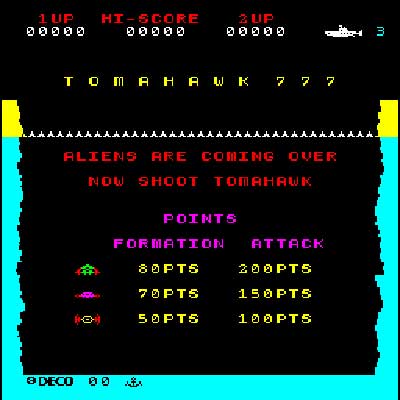 1UP HI-SCORE 2UP
00000 00000 00000 3
TOMAHAWK 777
ALIENS ARE COMING OVER
NOW SHOOT TOMAHAWK
POINTS
FORMATION ATTACK
80PTS 200PTS
70PTS 150PTS
50PTS 100PTS
©DECO 00